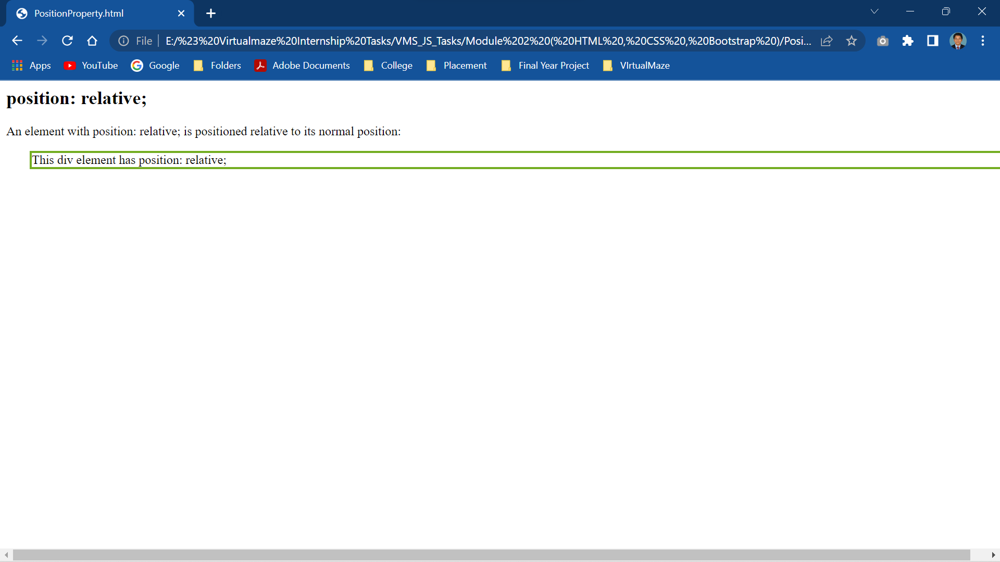 PositionProperty.html
File E:/%23%20Virtualmaze%20Internship%20Tasks/VMS_JS_Tasks/Module%202%20(%20HTML%20,%20CSS%20,%20Bootstrap%20)/Posi...
Apps YouTube Google Folders Adobe Documents College Placement Final Year Project VIrtualMaze
position: relative;
An element with position: relative; is positioned relative to its normal position:
This div element has position: relative;